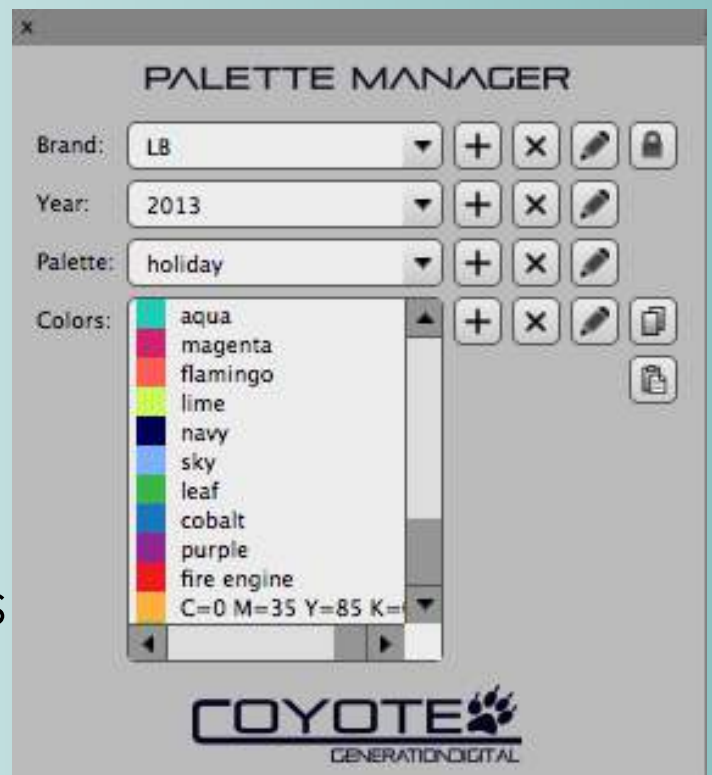 x
PALETTE MANAGER
Brand: LB
Year: 2013
Palette: holiday
Colors:
aqua
magenta
flamingo
lime
navy
sky
leaf
cobalt
purple
fire engine
C=0 M=35 Y=85 K=
s
COYOTE
GENERATIONDIGITAL